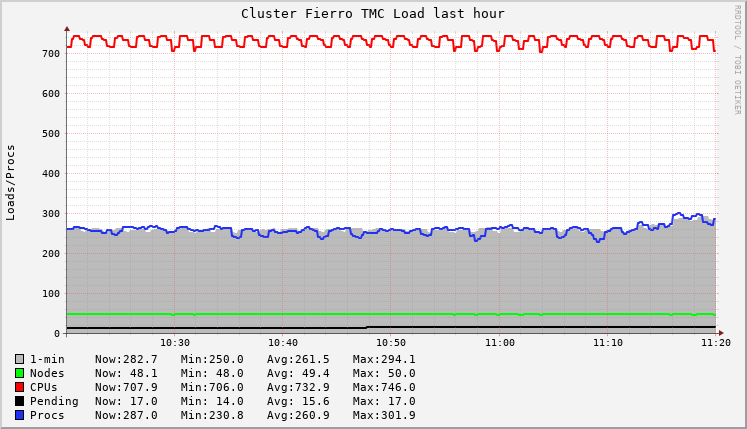 Cluster Fierro TMC Load last hour
RRDTOOL / TOBI OETIKER
Loads/Procs
700
600
500
400
300
200
100
0
10:30 10:40 10:50 11:00 11:10 11:20
1-min Now:282.7 Min:250.0 Avg:261.5 Max:294.1
Nodes Now: 48.1 Min: 48.0 Avg: 49.4 Max: 50.0
CPUs Now:707.9 Min:706.0 Avg:732.9 Max:746.0
Pending Now: 17.0 Min: 14.0 Avg: 15.6 Max: 17.0
Procs Now:287.0 Min:230.8 Avg:260.9 Max:301.9